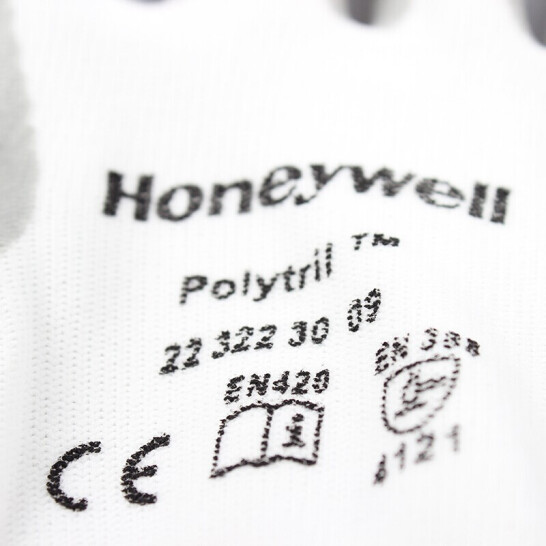 Honeywell
Polytril ™
22 322 30 09
EN420
EN 388
4121
CE